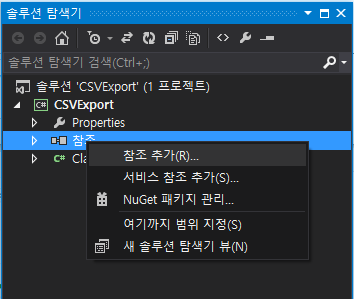 솔루션 탐색기
솔루션 탐색기 검색(Ctrl+;)
솔루션 'CSVExport' (1 프로젝트)
C# CSVExport
Properties
참조
C# Cla
참조 추가(R)...
서비스 참조 추가(S)...
NuGet 패키지 관리...
여기까지 범위 지정(S)
새 솔루션 탐색기 뷰(N)